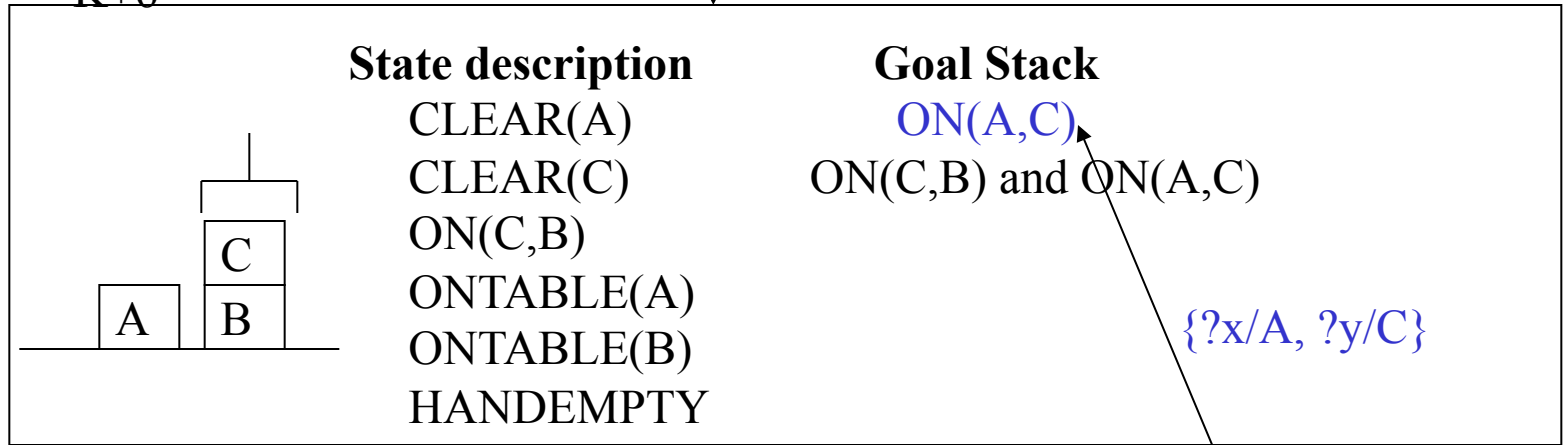 State description Goal Stack
CLEAR(A) ON(A,C)
CLEAR(C) ON(C,B) and ON(A,C)
ON(C,B)
C
ONTABLE(A)
A B {?x/A, ?y/C}
ONTABLE(B)
HANDEMPTY